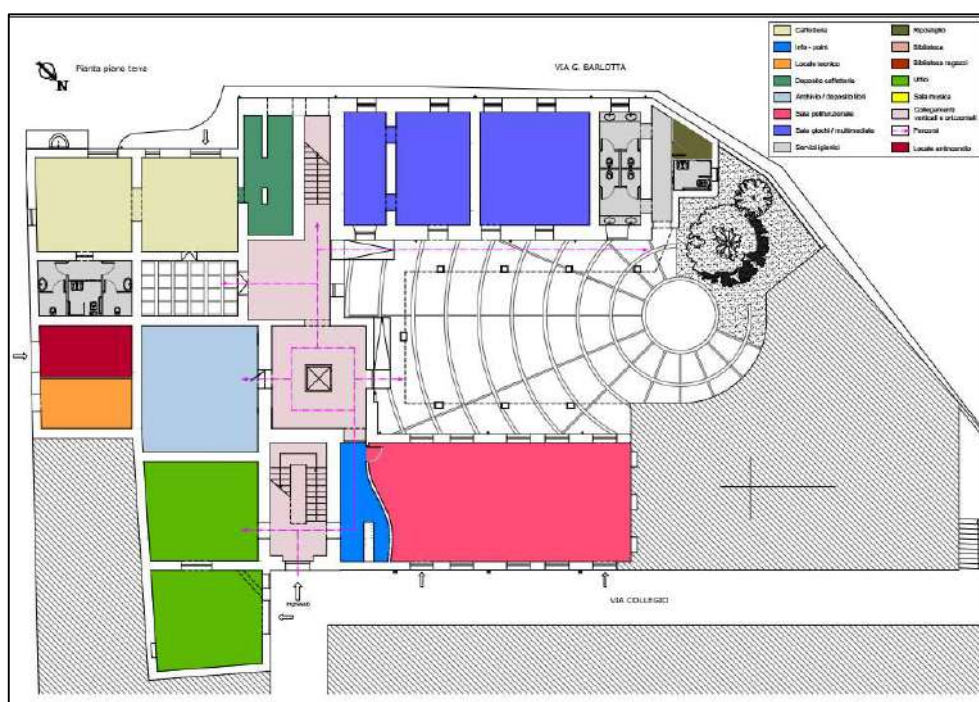 Pianta piano terra
N
VIA G. BARLOTTA
Caffetteria
Info - point
Locale tecnico
Deposito caffetteria
Archivio / deposito libri
Sala polifunzionale
Sala giochi / multimediale
Servizi igienici
Ripostiglio
Biblioteca
Biblioteca ragazzi
Uffici
Sala musica
Collegamenti
verticali e orizzontali
Percorsi
Locale antincendio
INGRESSO
VIA COLLEGIO